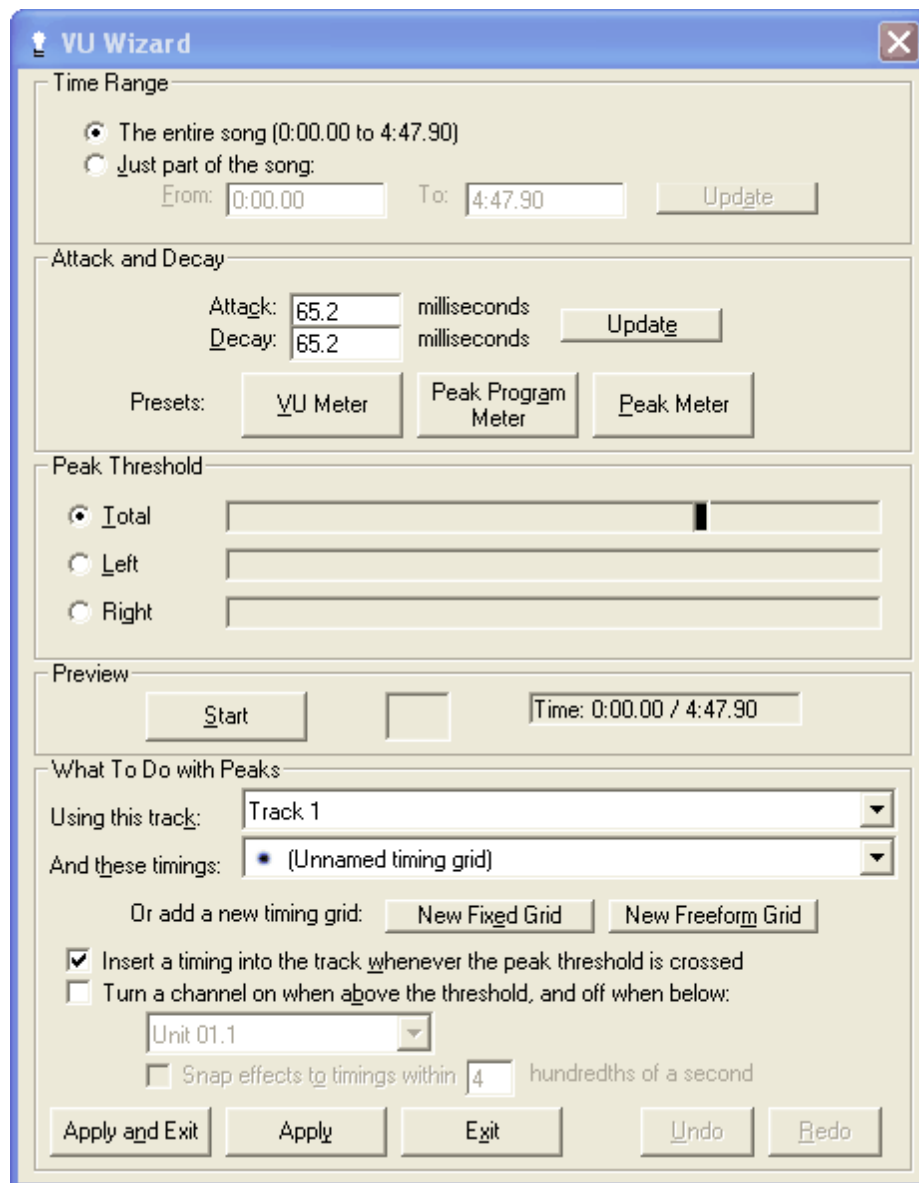 VU Wizard
Time Range
The entire song (0:00.00 to 4:47.90)
Just part of the song:
From: 0:00.00 To: 4:47.90 Update
Attack and Decay
Attack: 65.2 milliseconds
Decay: 65.2 milliseconds
Update
Presets: VU Meter Peak Program Meter Peak Meter
Peak Threshold
Total
Left
Right
Preview
Start Time: 0:00.00 / 4:47.90
What To Do with Peaks
Using this track: Track 1
And these timings: (Unnamed timing grid)
Or add a new timing grid: New Fixed Grid New Freeform Grid
Insert a timing into the track whenever the peak threshold is crossed
Turn a channel on when above the threshold, and off when below:
Unit 01.1
Snap effects to timings within 4 hundredths of a second
Apply and Exit Apply Exit Undo Redo